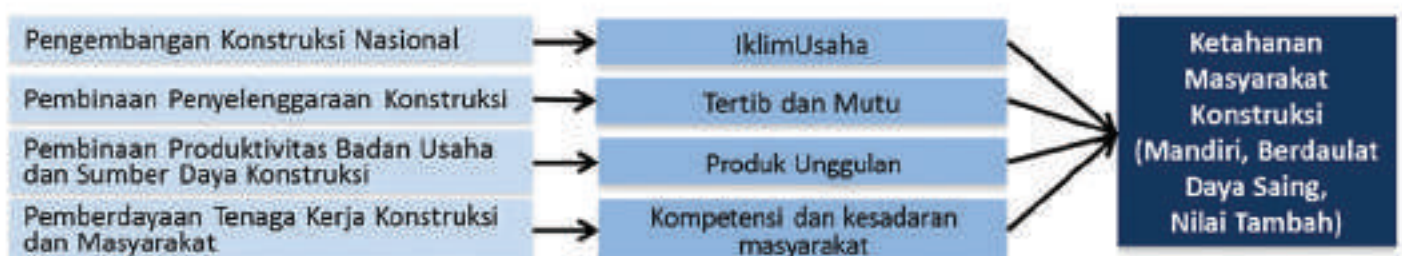 Pengembangan Konstruksi Nasional
Pembinaan Penyelenggaraan Konstruksi
Pembinaan Produktivitas Badan Usaha
dan Sumber Daya Konstruksi
Pemberdayaan Tenaga Kerja Konstruksi
dan Masyarakat
IklimUsaha
Tertib dan Mutu
Produk Unggulan
Kompetensi dan kesadaran
masyarakat
Ketahanan
Masyarakat
Konstruksi
(Mandiri, Berdaulat
Daya Saing,
Nilai Tambah)